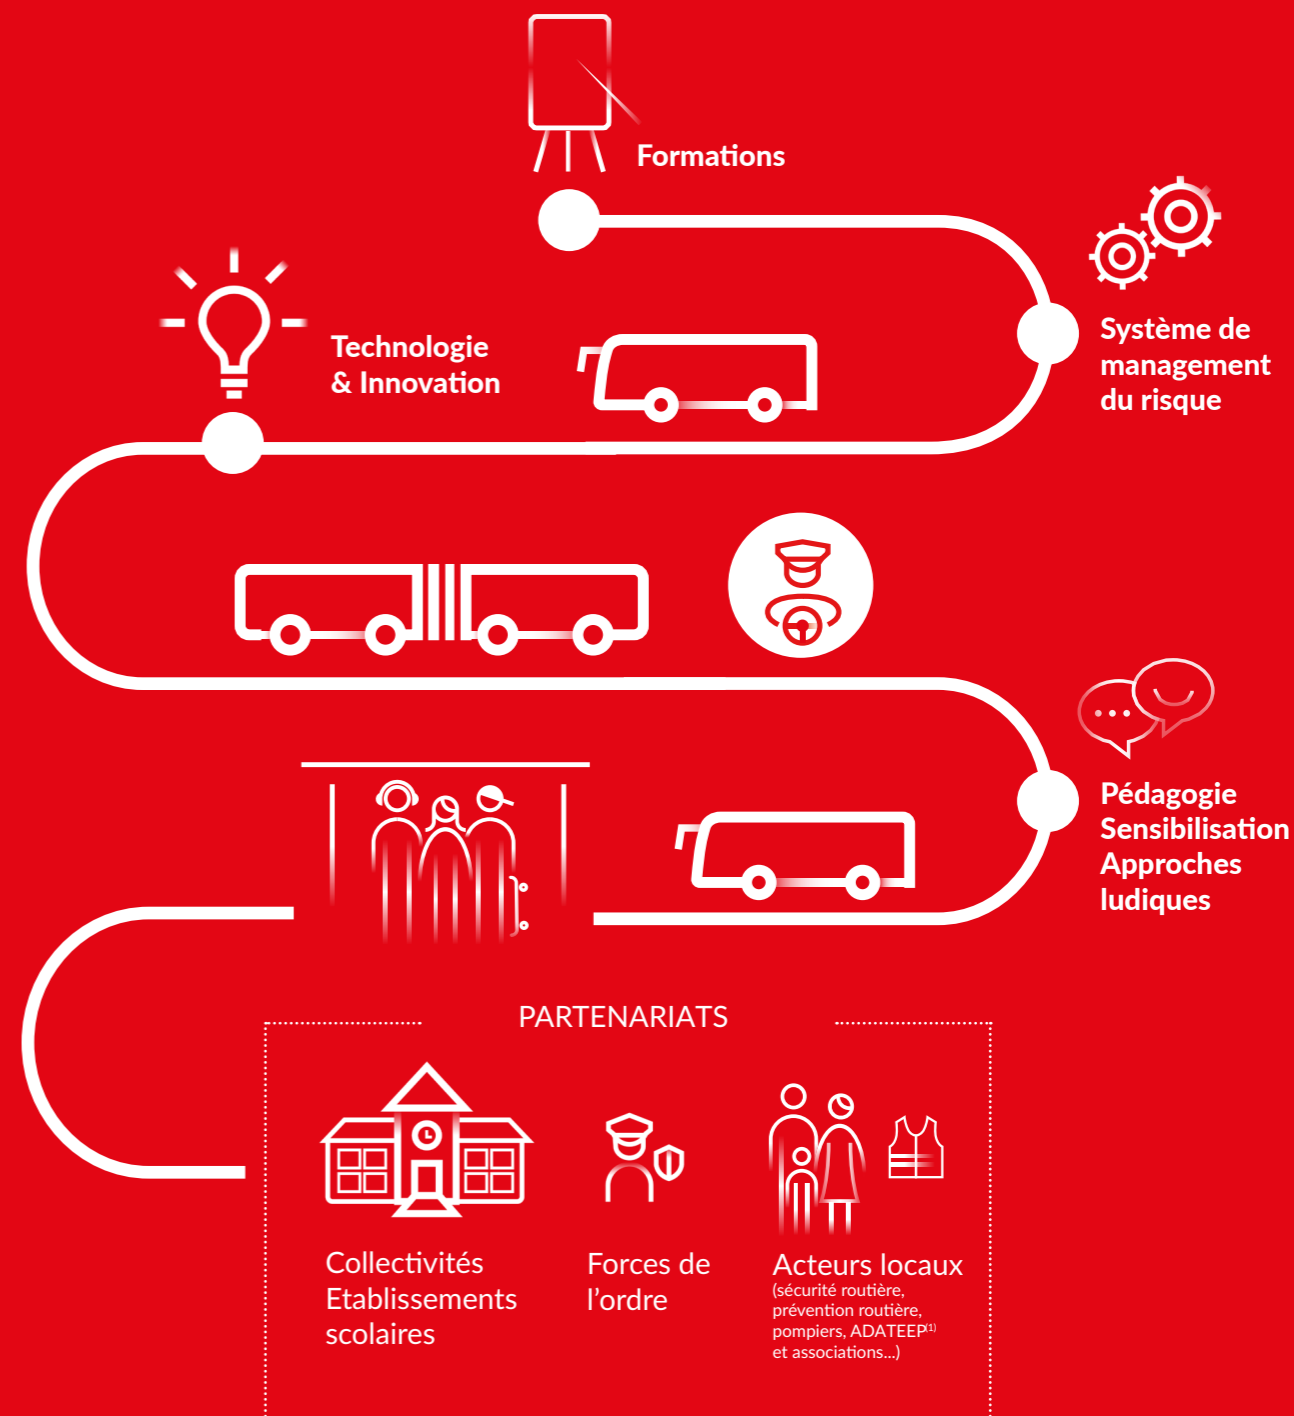 Formations
Système de
management
du risque
Technologie
& Innovation
Pédagogie
Sensibilisation
Approches
ludiques
PARTENARIATS
Collectivités
Etablissements
scolaires
Forces de
l’ordre
Acteurs locaux
(sécurité routière,
prévention routière,
pompiers, ADATEEP(1)
et associations...)